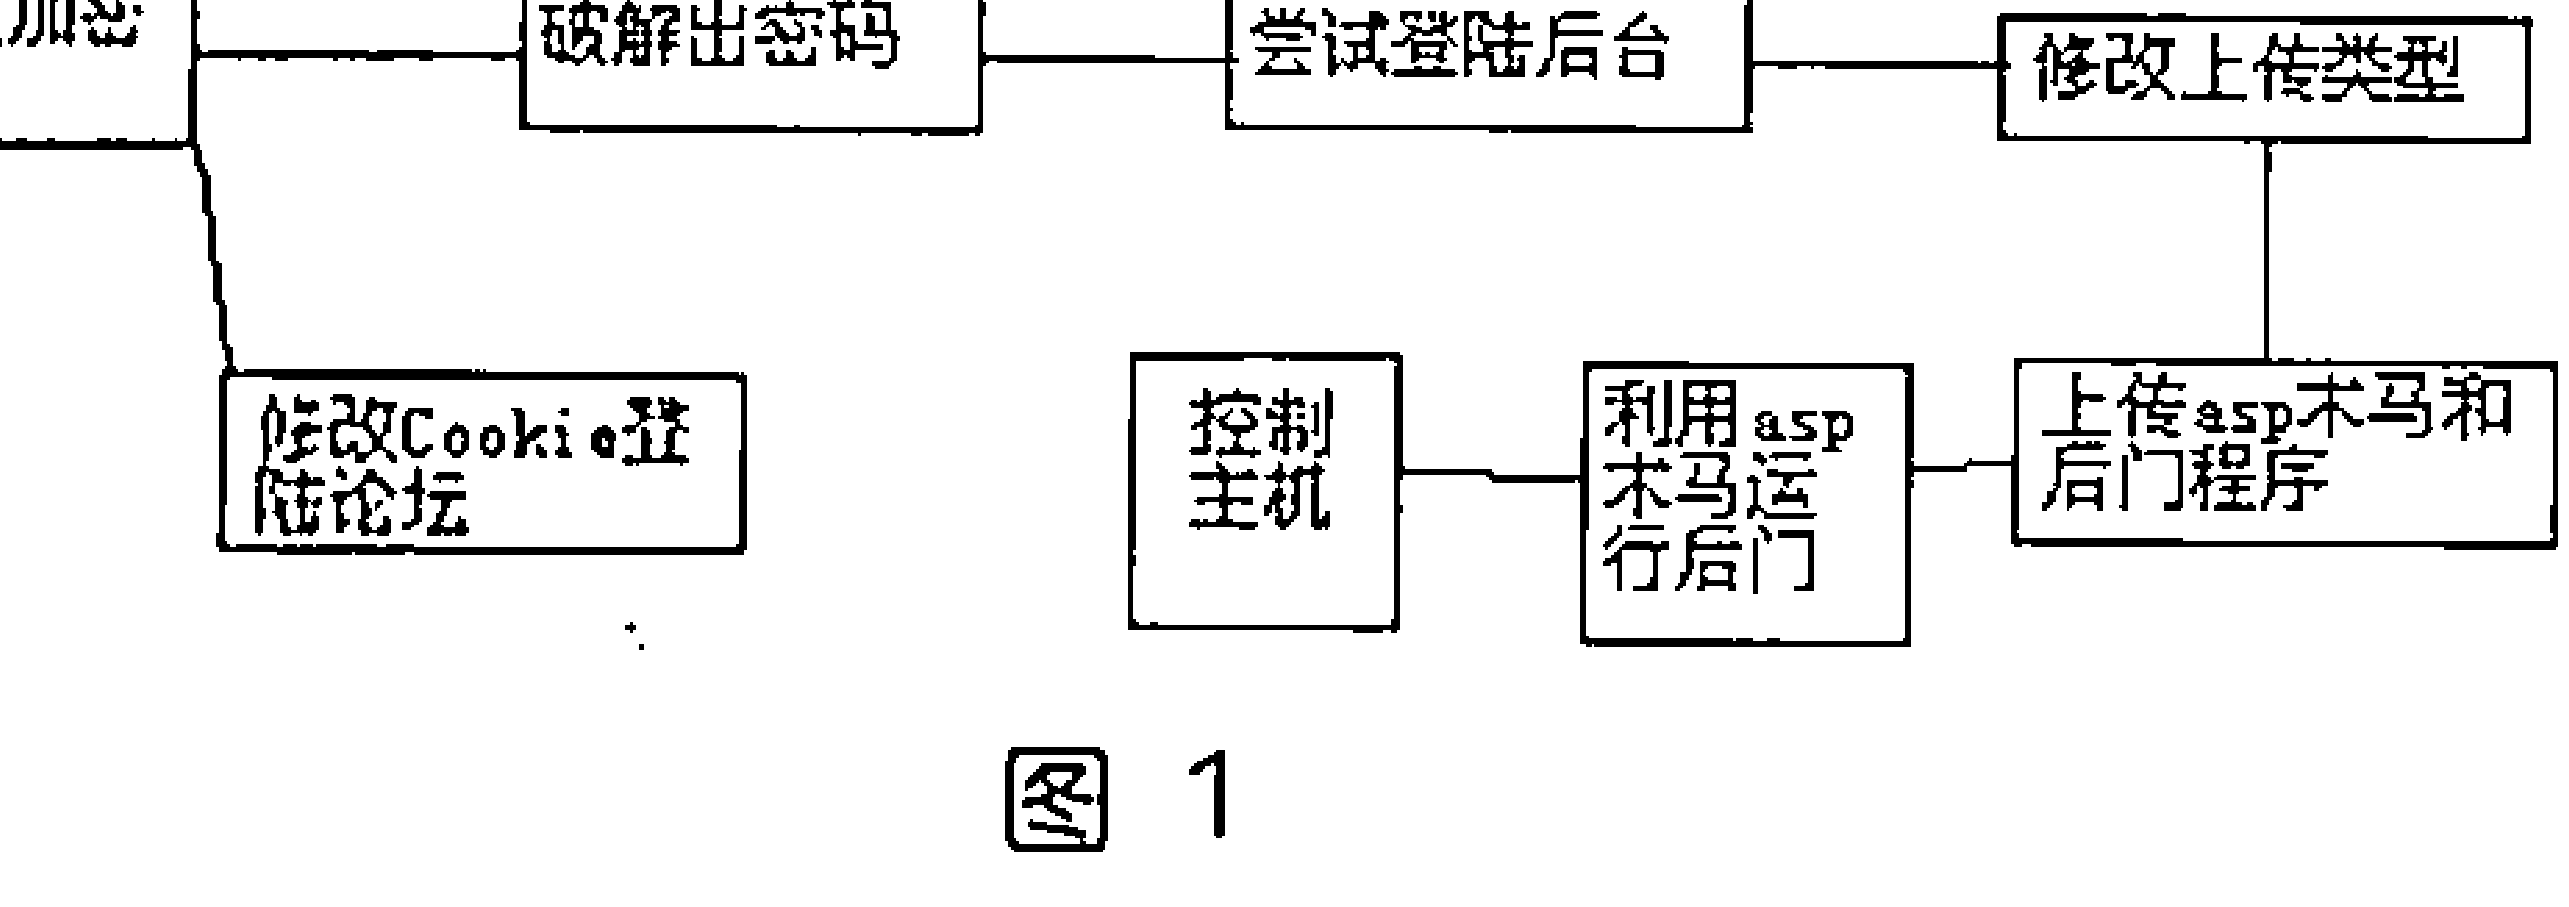 加密
破解出密码
尝试登陆后台
修改上传类型
修改Cookie登
陆论坛
控制
主机
利用asp
木马运
行后门
上传asp木马和
后门程序
图 1